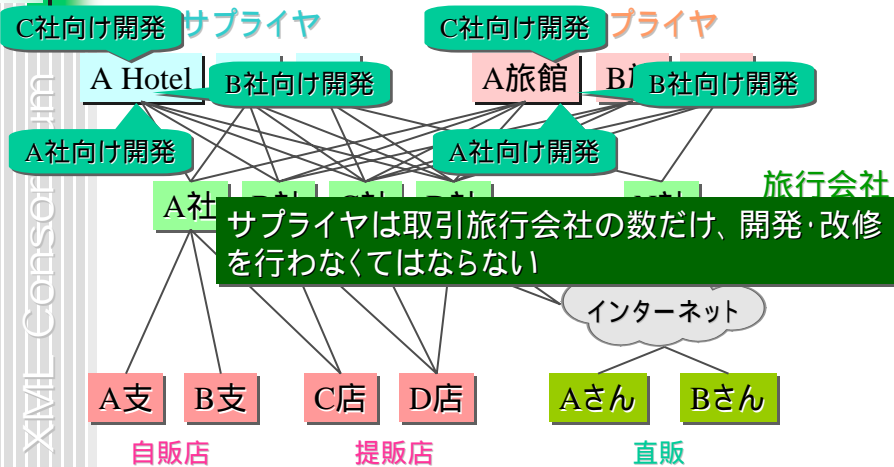 C社向け開発
サプライヤ
C社向け開発
プライヤ
A Hotel
B社向け開発
A旅館
B社向け開発
A社向け開発
A社向け開発
旅行会社
A社
サプライヤは取引旅行会社の数だけ、開発・改修
を行わなくてはならない
インターネット
A支
B支
C店
D店
Aさん
Bさん
自販店
提販店
直販